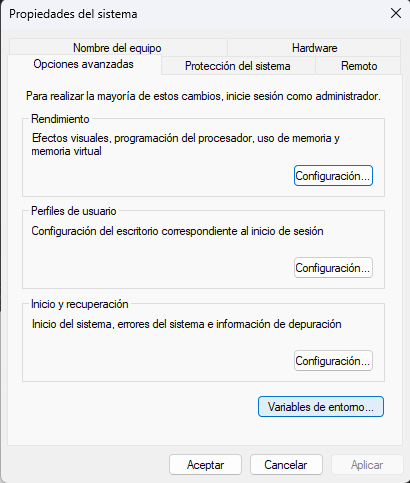 Propiedades del sistema
Nombre del equipo
Hardware
Opciones avanzadas
Protección del sistema
Remoto
Para realizar la mayoría de estos cambios, inicie sesión como administrador.
Rendimiento
Efectos visuales, programación del procesador, uso de memoria y
memoria virtual
Configuración...
Perfiles de usuario
Configuración del escritorio correspondiente al inicio de sesión
Configuración...
Inicio y recuperación
Inicio del sistema, errores del sistema e información de depuración
Configuración...
Variables de entorno...
Aceptar
Cancelar
Aplicar